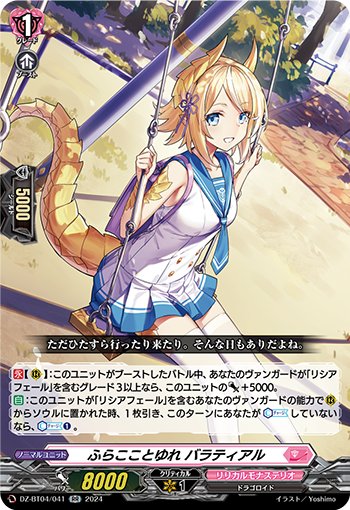 1
グレード
ブースト
5000
シールド
ただひたすら行ったり来たり。そんな日もありだよね。
永【R】:このユニットがブーストしたバトル中、あなたのヴァンガードが「リシア
フェール」を含むグレード3以上なら、このユニットの+5000。
自:このユニットが「リシアフェール」を含むあなたのヴァンガードの能力でR
からソウルに置かれた時、1枚引き、このターンにあなたが していない
なら、 1。
ノーマルユニット
ふらここゆれ パラティアル
リリカルモナステリオ
パワー 8000
クリティカル
1
ドラゴロイド
DZ-BT04/041 RR 2024
イラスト/ Yoshimo